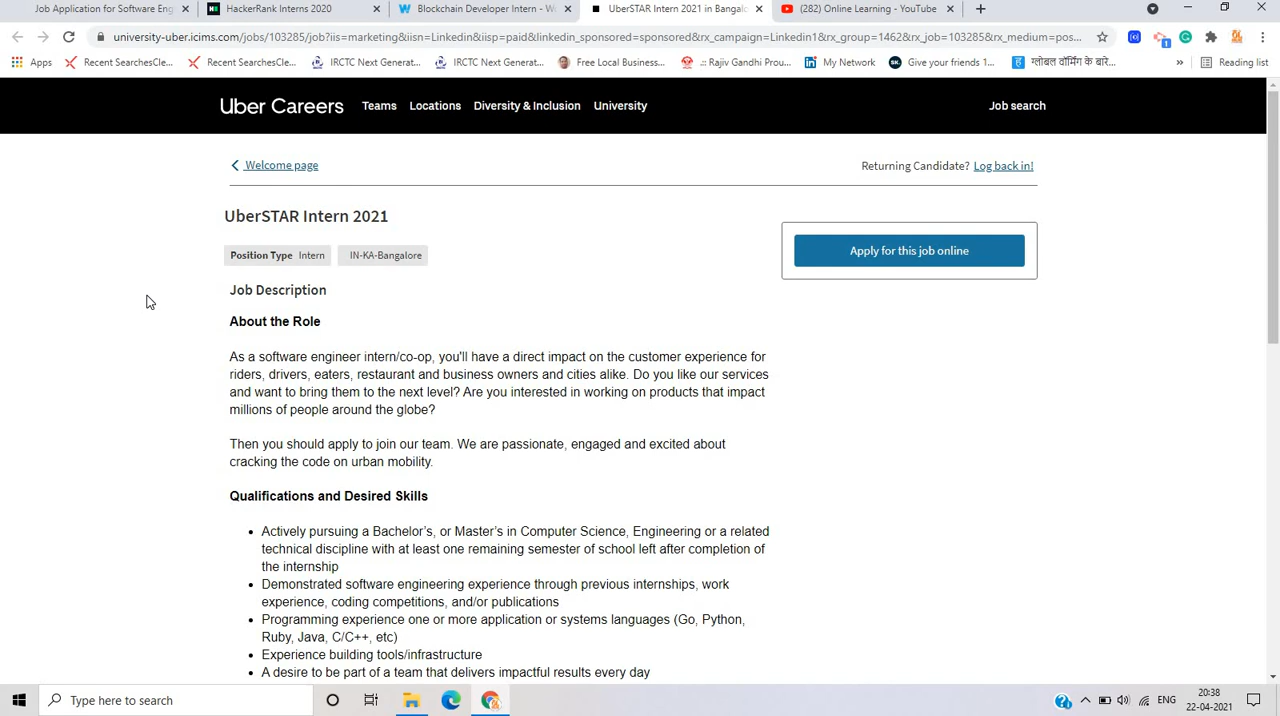 Job Application for Software Eng
HackerRank Interns 2020
Blockchain Developer Intern - W
UberSTAR Intern 2021 in Bangal
(282) Online Learning - YouTube
university-uber.icims.com/jobs/103285/job?iis=marketing&iisn=Linkedin&iisp=paid&linkedin_sponsored=sponsored&rx_campaign=Linkedin1&rx_group=1462&rx_job=103285&rx_medium=po...
Apps
Recent SearchesCle...
Recent SearchesCle...
IRCTC Next Generat...
IRCTC Next Generat...
Free Local Business...
.:: Rajiv Gandhi Prou...
My Network
Give your friends 1...
ग्लोबल वॉर्मिंग के बारे...
Reading list
Uber Careers
Teams
Locations
Diversity & Inclusion
University
Job search
Welcome page
Returning Candidate? Log back in!
UberSTAR Intern 2021
Apply for this job online
Position Type Intern
IN-KA-Bangalore
Job Description
About the Role
As a software engineer intern/co-op, you'll have a direct impact on the customer experience for
riders, drivers, eaters, restaurant and business owners and cities alike. Do you like our services
and want to bring them to the next level? Are you interested in working on products that impact
millions of people around the globe?
Then you should apply to join our team. We are passionate, engaged and excited about
cracking the code on urban mobility.
Qualifications and Desired Skills
• Actively pursuing a Bachelor's, or Master's in Computer Science, Engineering or a related
technical discipline with at least one remaining semester of school left after completion of
the internship
• Demonstrated software engineering experience through previous internships, work
experience, coding competitions, and/or publications
• Programming experience one or more application or systems languages (Go, Python,
Ruby, Java, C/C++, etc)
• Experience building tools/infrastructure
• A desire to be part of a team that delivers impactful results every day
Type here to search
ENG
20:38
22-04-2021